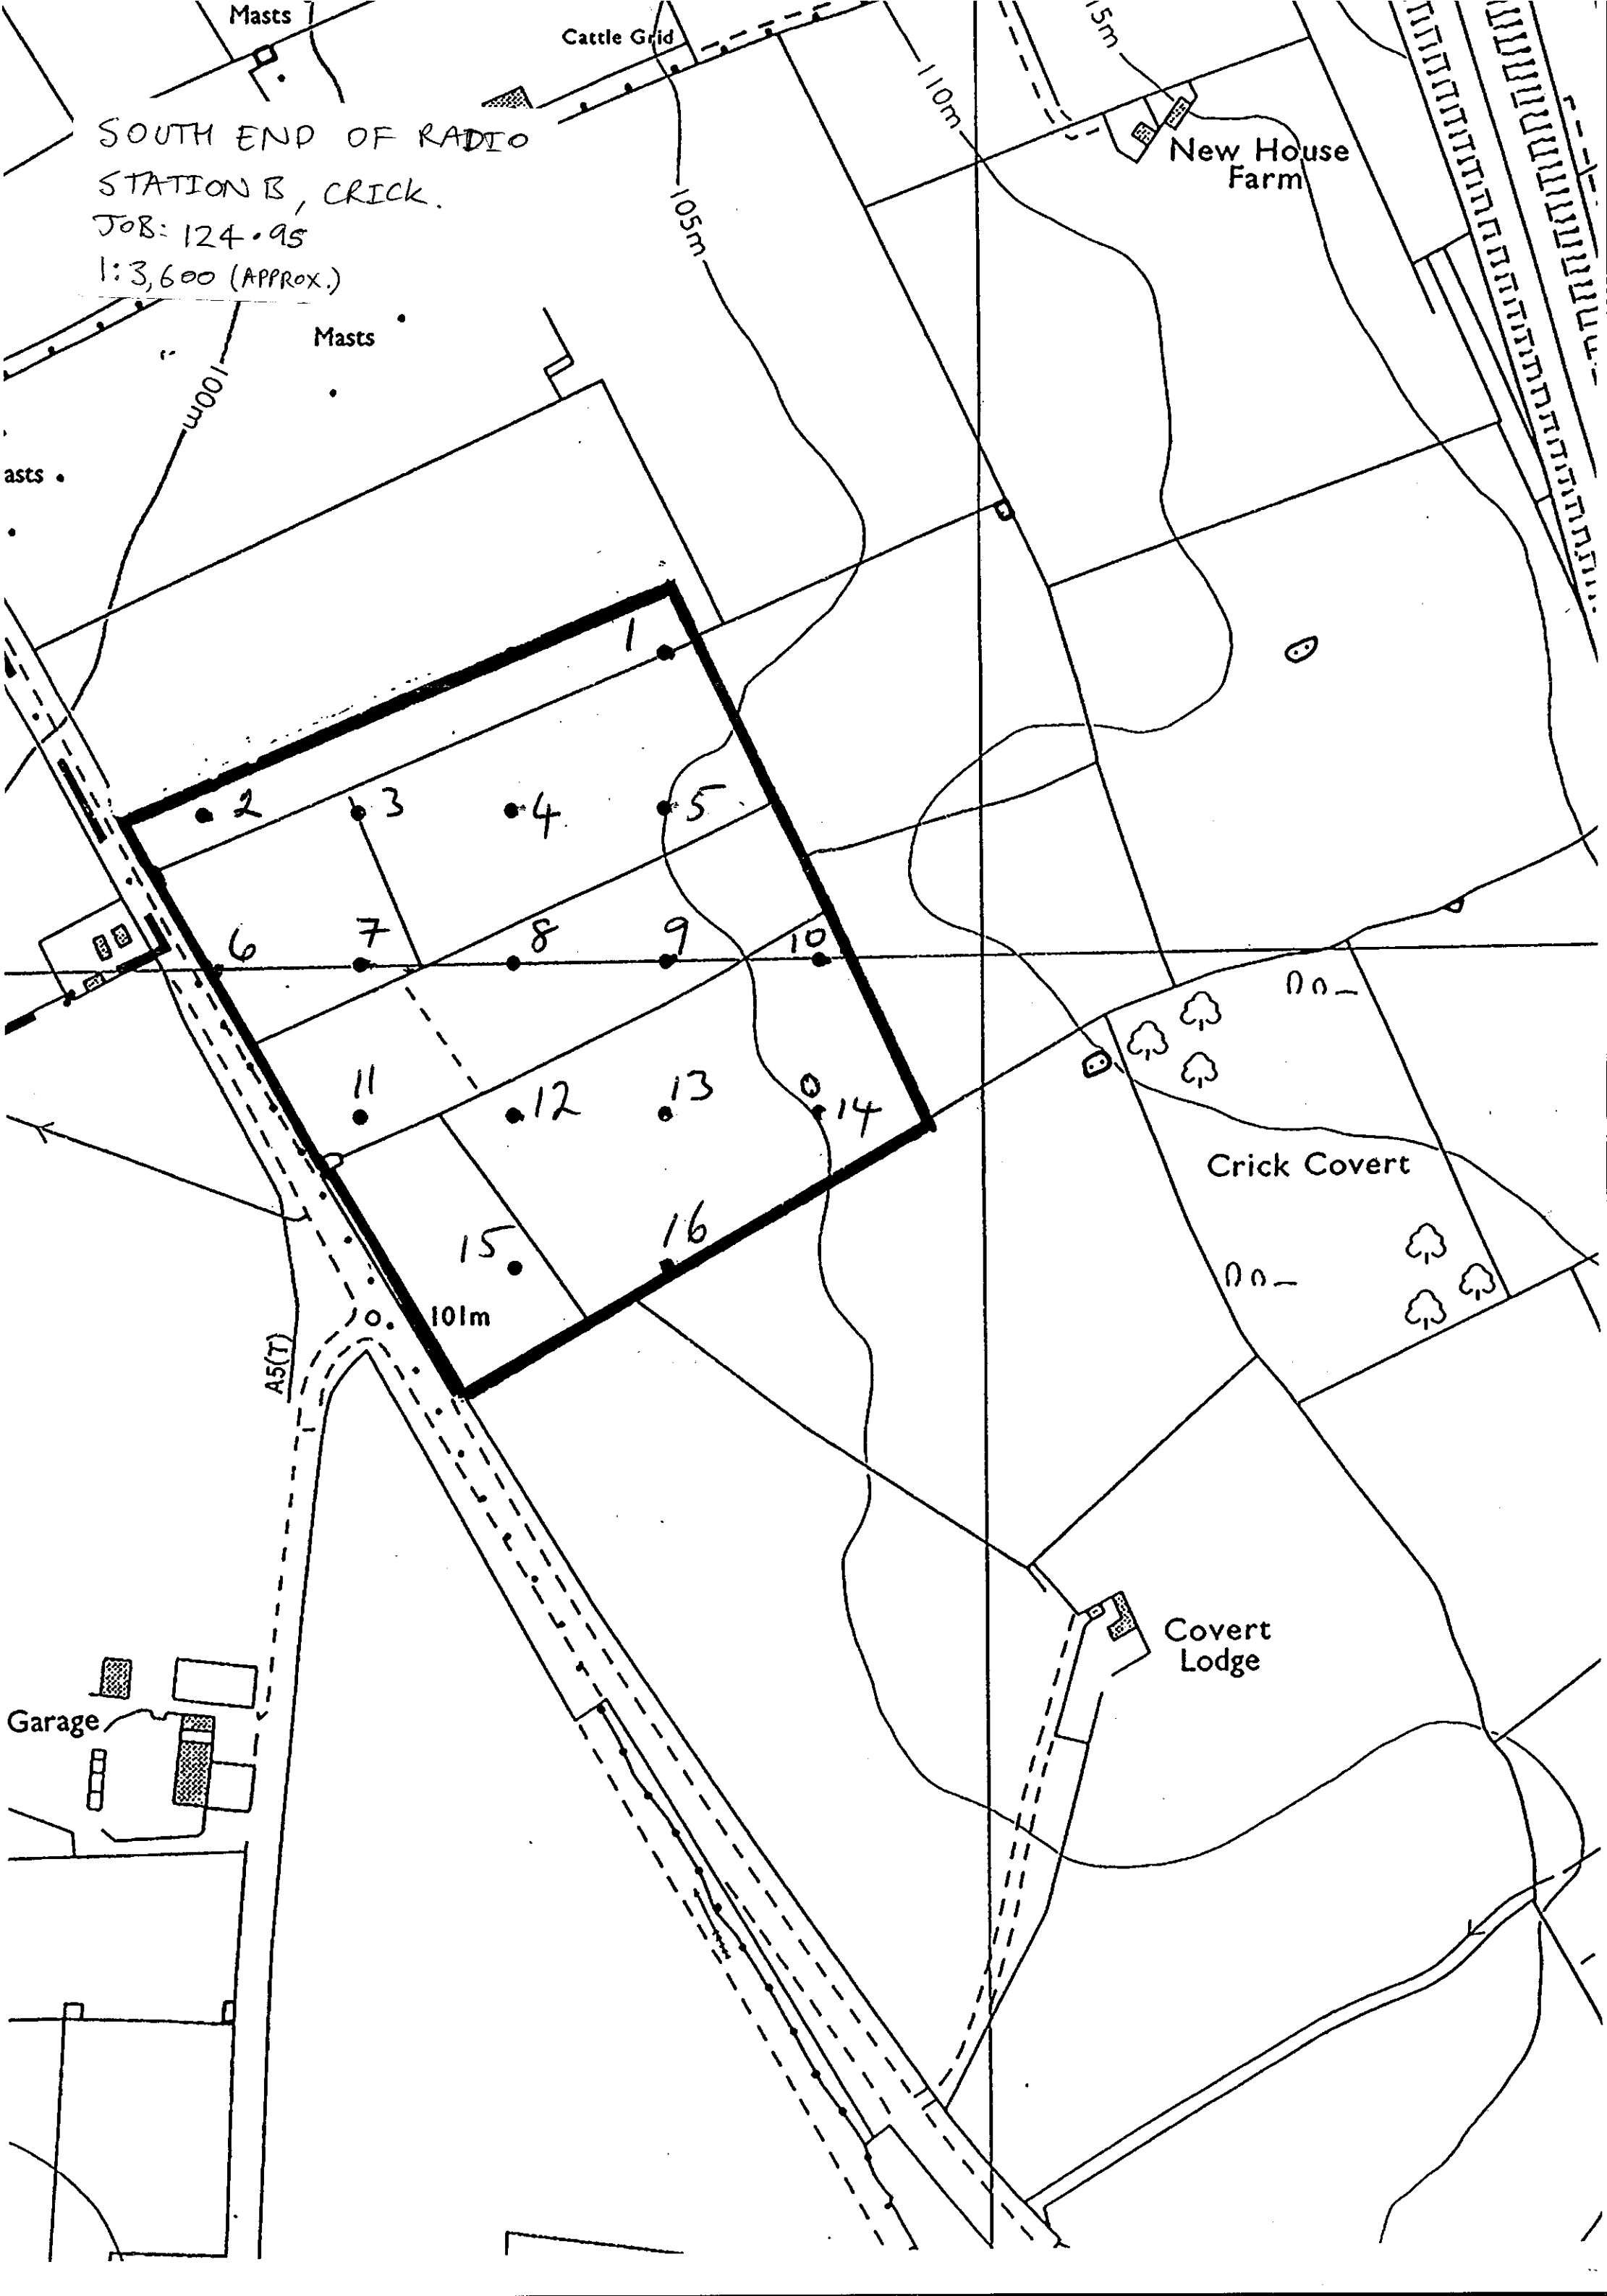 Masts
Cattle Grid
15m
110m
New House
Farm
SOUTH END OF RADIO
STATION B, CRICK.
JOB: 124.95
1:3,600 (APPROX.)
105m
Masts
100m
asts
1
2
3
4
5
6
7
8
9
10
11
12
13
14
15
16
101m
A5(T)
Crick Covert
Covert
Lodge
Garage